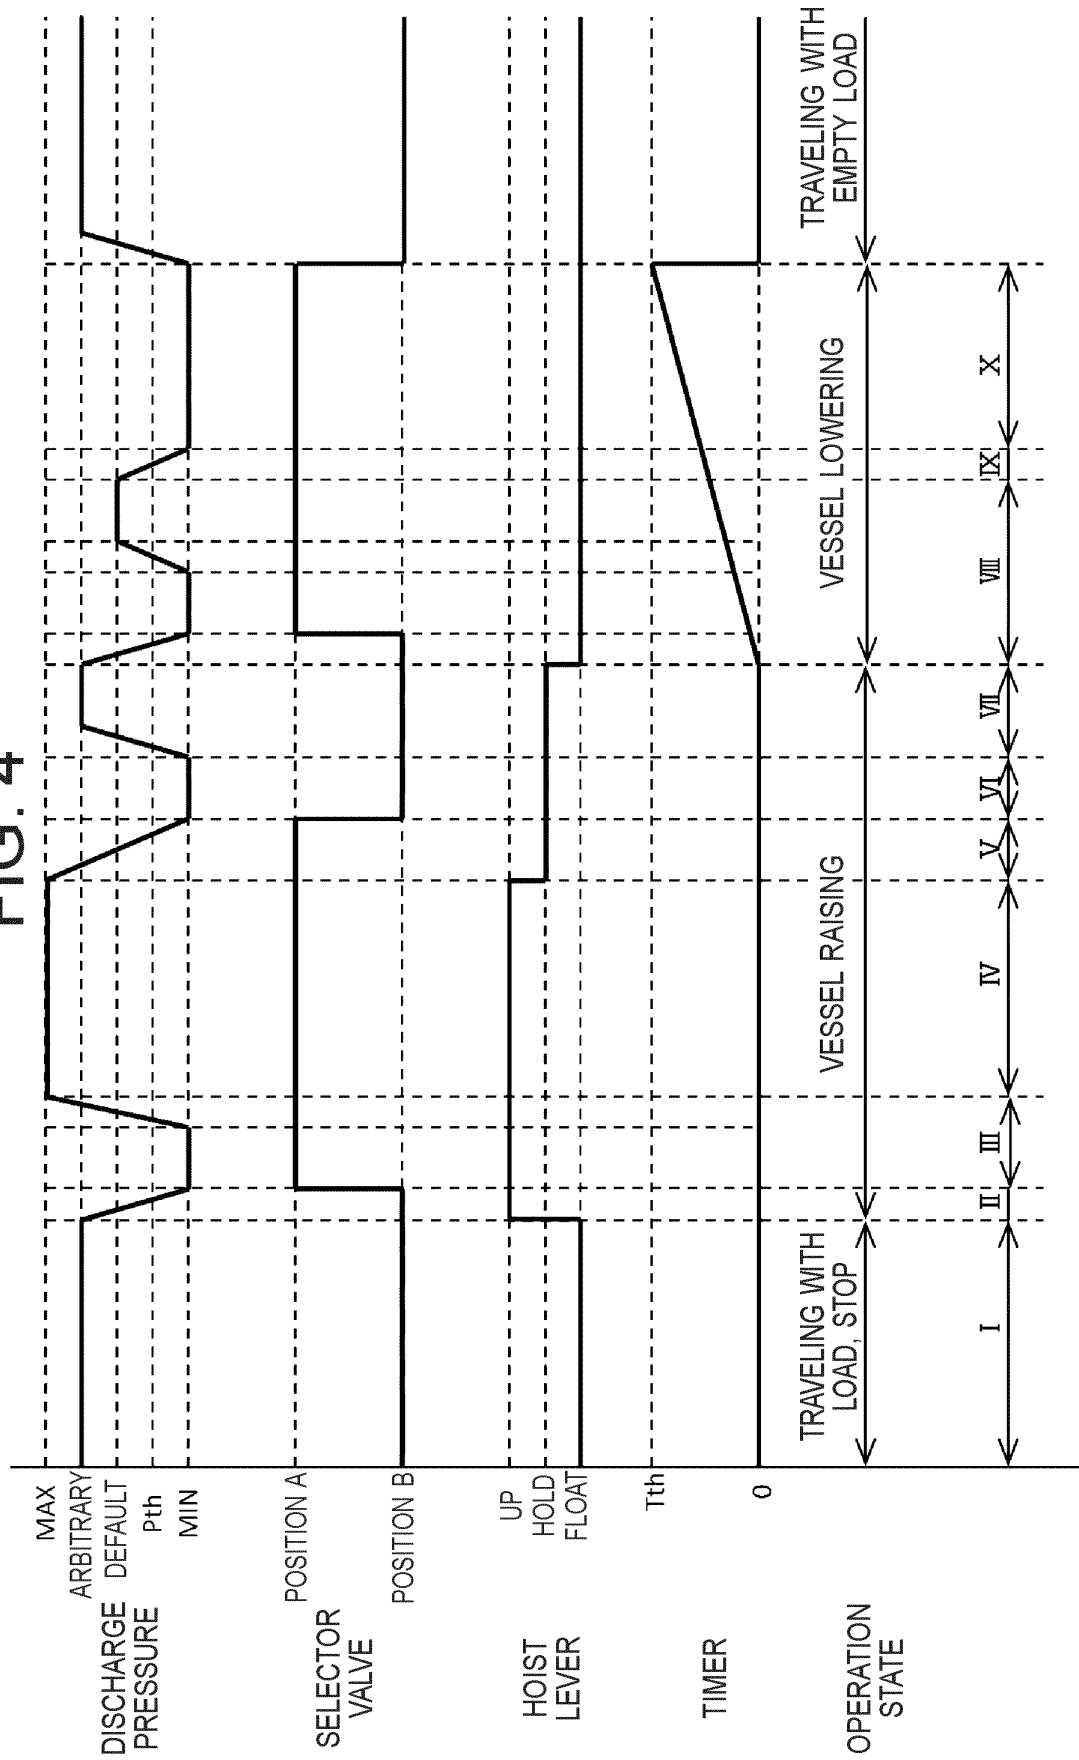 FIG. 4
DISCHARGE
PRESSURE
MAX
ARBITRARY
DEFAULT
Pth
MIN
SELECTOR
VALVE
POSITION A
POSITION B
HOIST
LEVER
UP
HOLD
FLOAT
TIMER
Tth
0
OPERATION
STATE
TRAVELING WITH
LOAD, STOP
VESSEL RAISING
VESSEL LOWERING
TRAVELING WITH
EMPTY LOAD
I
II
III
IV
V
VI
VII
VIII
IX
X